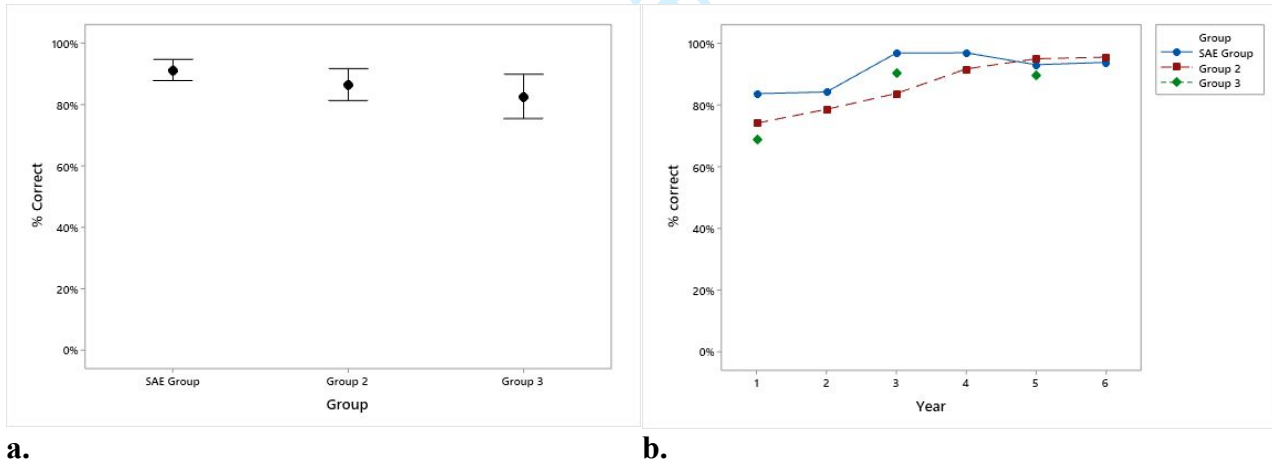 100%
80%
60%
40%
20%
0%
% Correct
SAE Group
Group 2
Group 3
Group
a.
100%
80%
60%
40%
20%
0%
% correct
1
2
3
4
5
6
Year
Group
SAE Group
Group 2
Group 3
b.